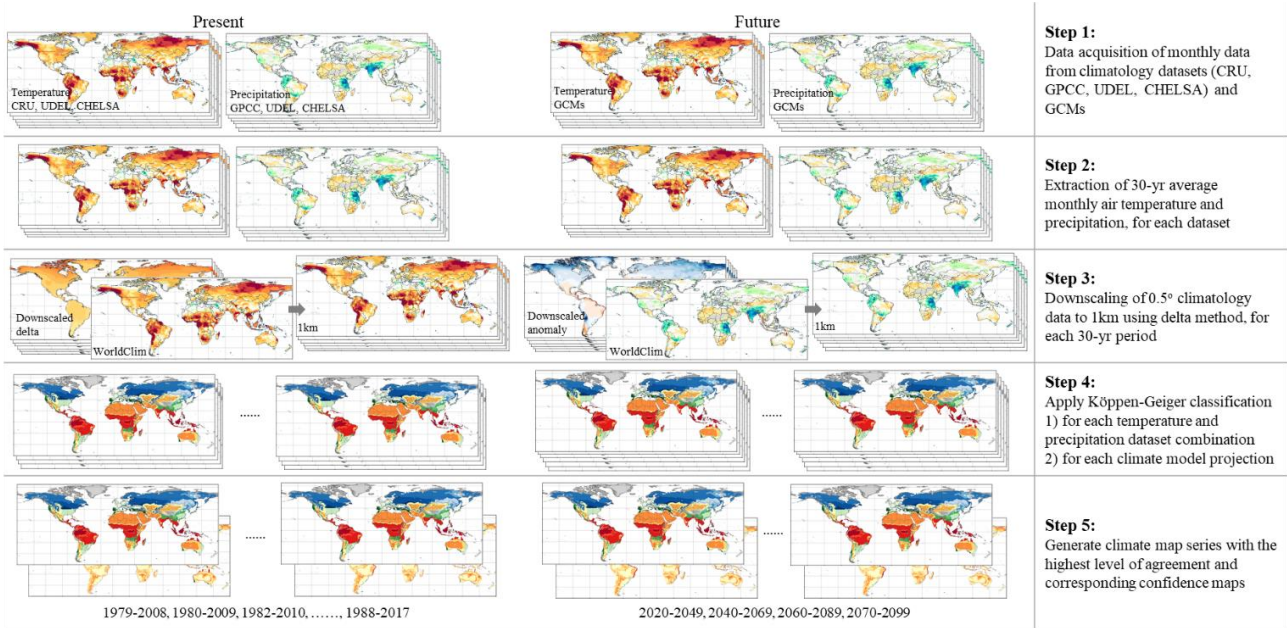 Present
Future
Temperature
CRU, UDEL, CHELSA
Precipitation
GPCC, UDEL, CHELSA
Temperature
GCMs
Precipitation
GCMs
Step 1:
Data acquisition of monthly data
from climatology datasets (CRU,
GPCC, UDEL, CHELSA) and
GCMs
Step 2:
Extraction of 30-yr average
monthly air temperature and
precipitation, for each dataset
Downscaled
delta
WorldClim
1km
Downscaled
anomaly
WorldClim
1km
Step 3:
Downscaling of 0.5° climatology
data to 1km using delta method, for
each 30-yr period
......
......
Step 4:
Apply Köppen-Geiger classification
1) for each temperature and
precipitation dataset combination
2) for each climate model projection
......
......
Step 5:
Generate climate map series with the
highest level of agreement and
corresponding confidence maps
1979-2008, 1980-2009, 1982-2010, ......, 1988-2017
2020-2049, 2040-2069, 2060-2089, 2070-2099